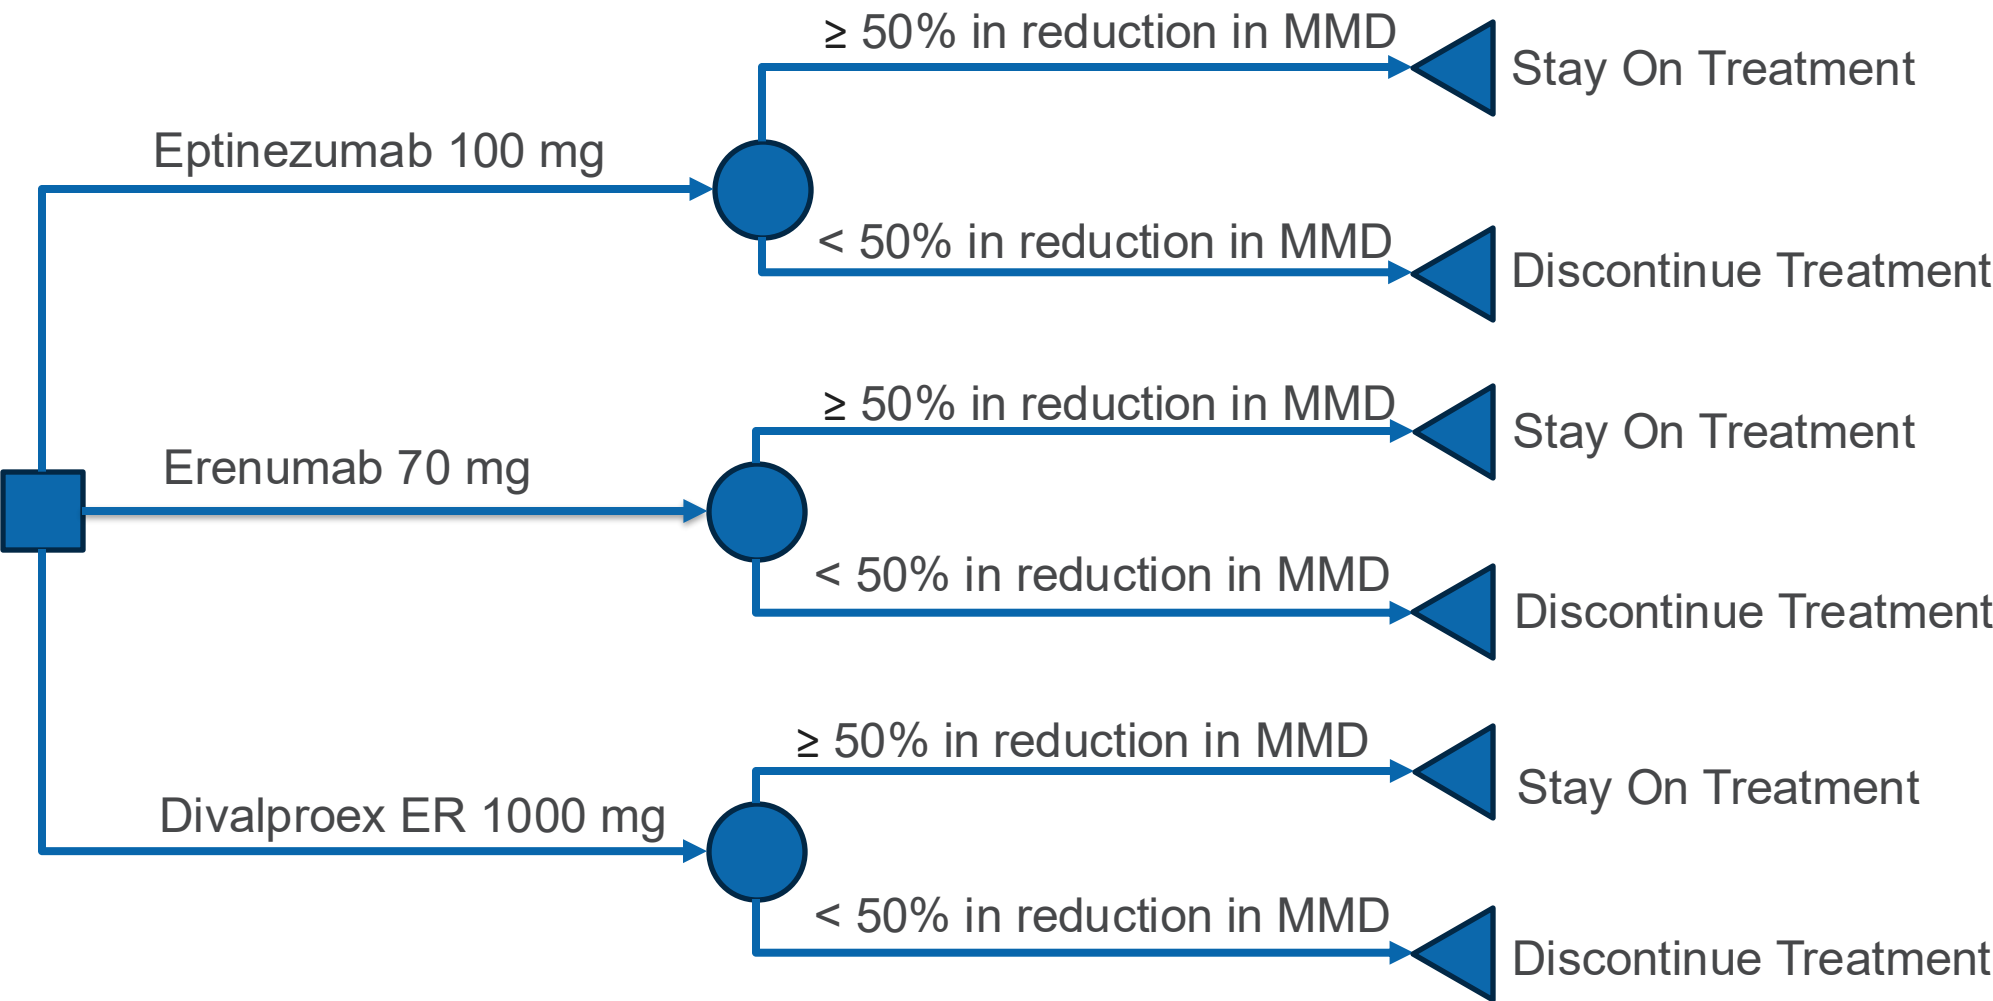 ≥ 50% in reduction in MMD
Stay On Treatment
Eptinezumab 100 mg
< 50% in reduction in MMD
Discontinue Treatment
≥ 50% in reduction in MMD
Stay On Treatment
Erenumab 70 mg
< 50% in reduction in MMD
Discontinue Treatment
≥ 50% in reduction in MMD
Stay On Treatment
Divalproex ER 1000 mg
< 50% in reduction in MMD
Discontinue Treatment